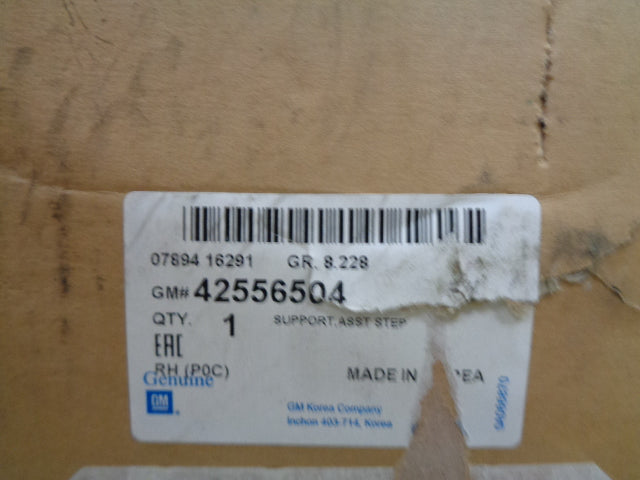 07894 16291 GR. 8.228
GM# 42556504
QTY. 1 SUPPORT,ASST STEP
EAC
RH (P0C) MADE IN
Genuine
GM
GM Korea Company
Inchon 403-714, Korea